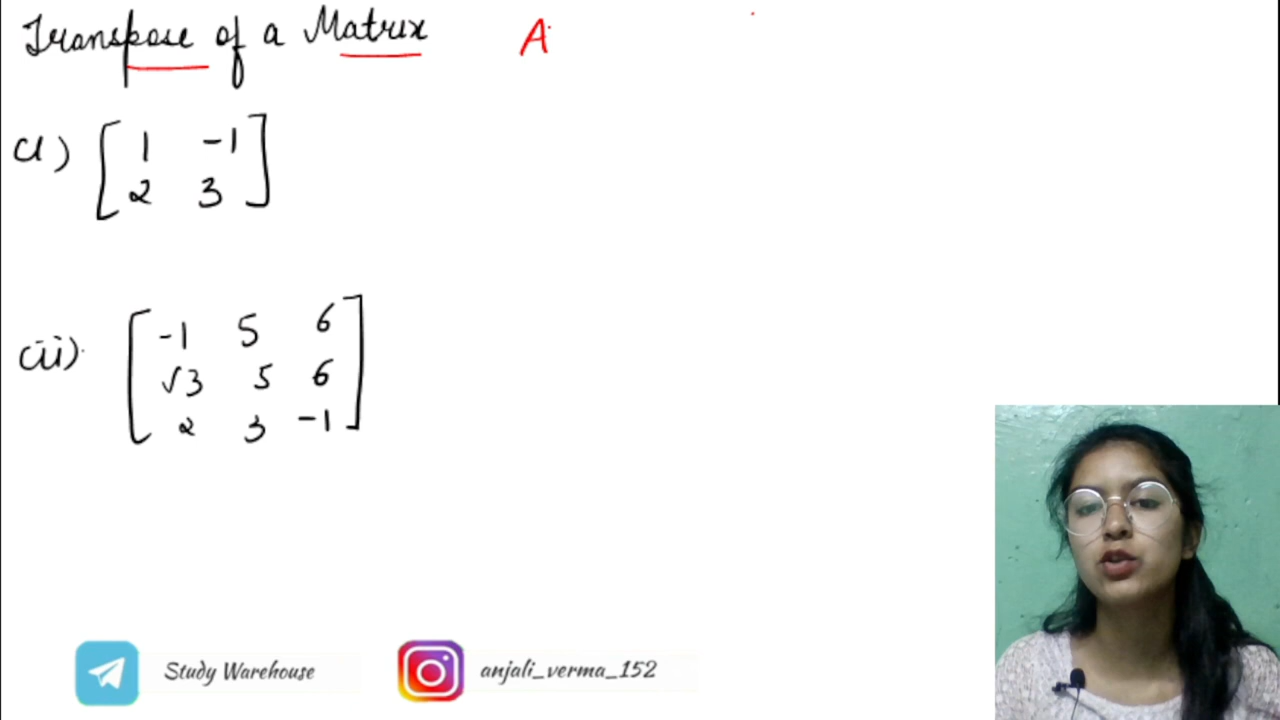 Transpose of a Matrix A
(i) [ 1 -1 ]
[ 2 3 ]
(iii) [ -1 5 6 ]
[ √3 5 6 ]
[ 2 3 -1 ]
Study Warehouse anjali_verma_152